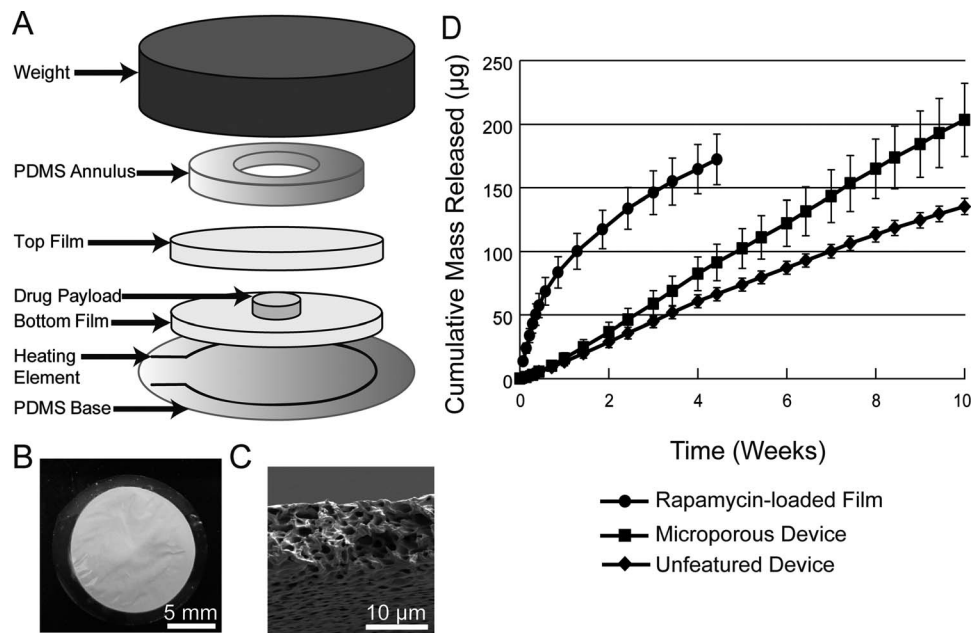 A
Weight
PDMS Annulus
Top Film
Drug Payload
Bottom Film
Heating
Element
PDMS Base
B
5 mm
C
10 µm
D
Cumulative Mass Released (µg)
250
200
150
100
50
0
0
2
4
6
8
10
Time (Weeks)
Rapamycin-loaded Film
Microporous Device
Unfeatured Device